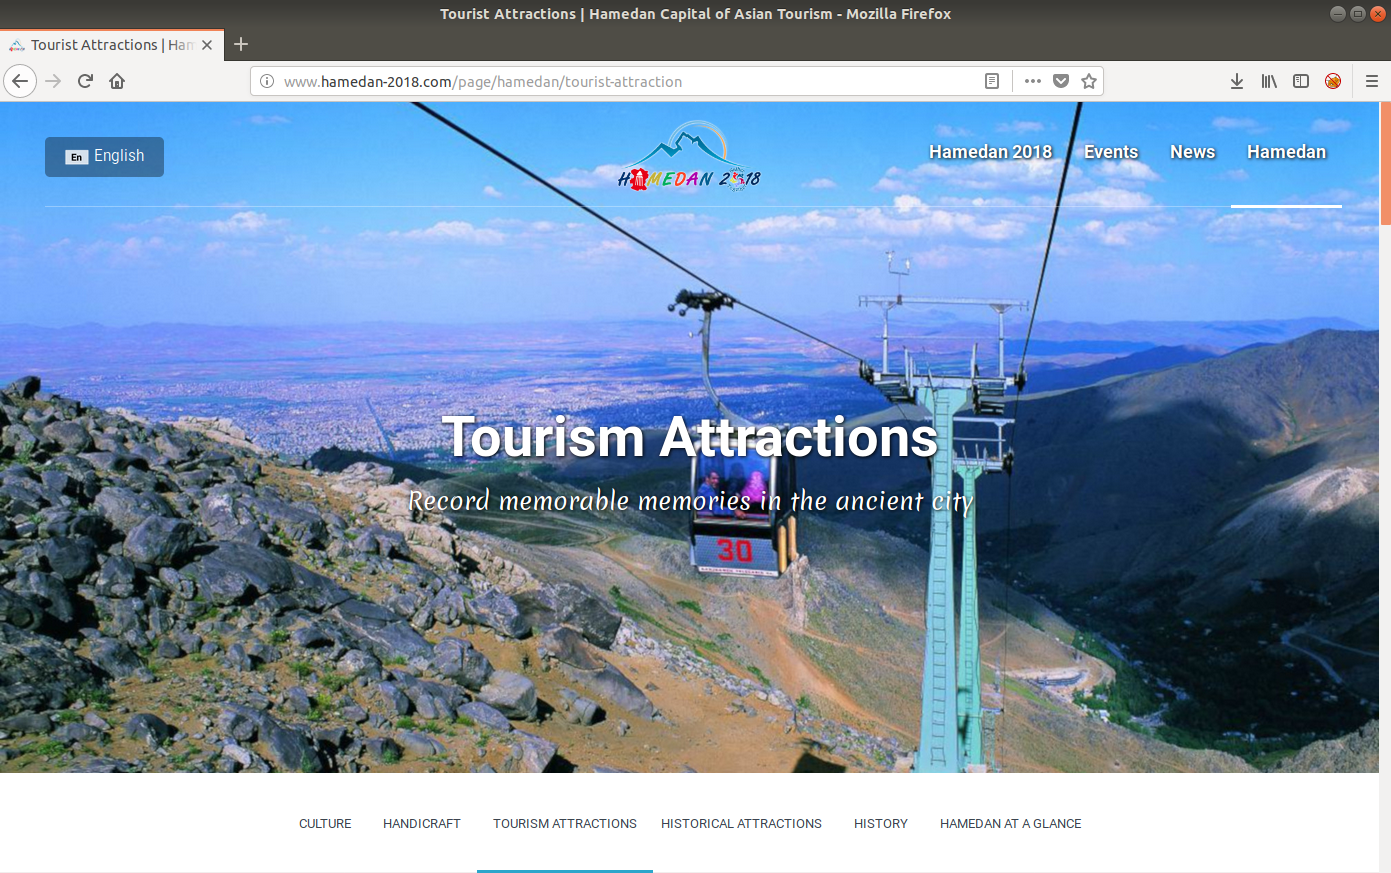 Tourist Attractions | Hamedan Capital of Asian Tourism - Mozilla Firefox
Tourist Attractions | Ham
www.hamedan-2018.com/page/hamedan/tourist-attraction
En English
HAMEDAN 2018
Hamedan 2018 Events News Hamedan
Tourism Attractions
Record memorable memories in the ancient city
30
CULTURE HANDICRAFT TOURISM ATTRACTIONS HISTORICAL ATTRACTIONS HISTORY HAMEDAN AT A GLANCE